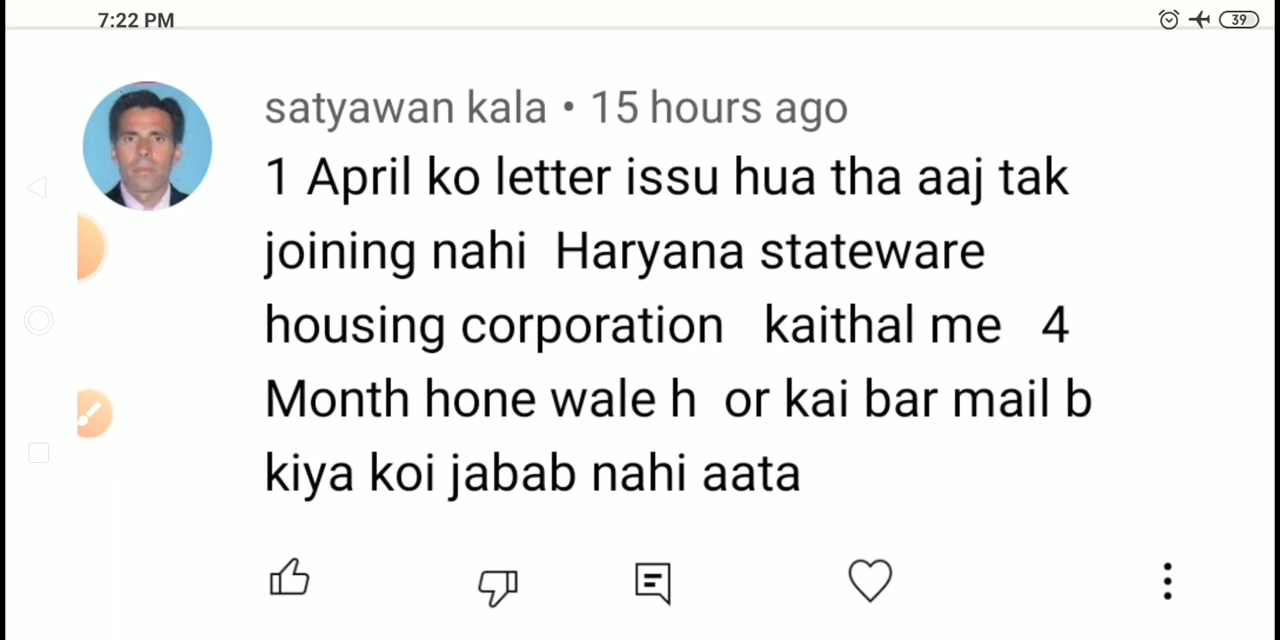 7:22 PM
39
satyawan kala • 15 hours ago
1 April ko letter issu hua tha aaj tak
joining nahi Haryana stateware
housing corporation kaithal me 4
Month hone wale h or kai bar mail b
kiya koi jabab nahi aata